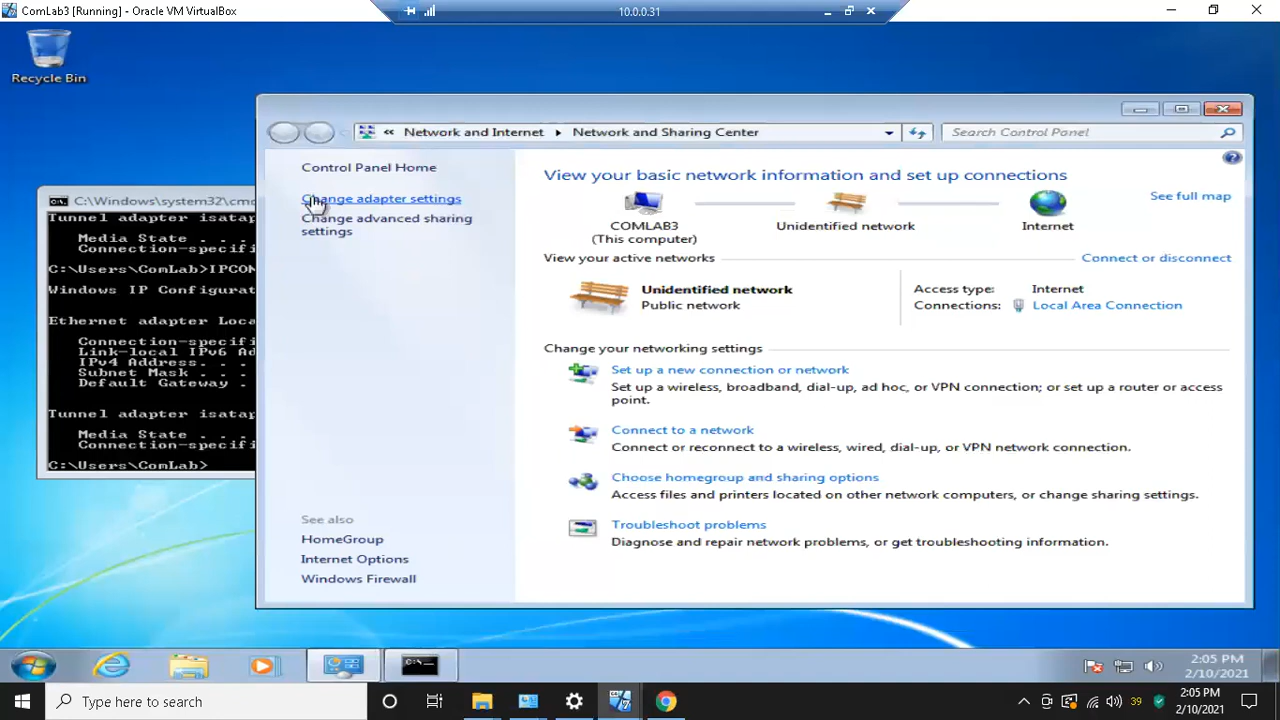 ComLab3 [Running] - Oracle VM VirtualBox
10.0.0.31
Recycle Bin
Network and Internet
Network and Sharing Center
Search Control Panel
Control Panel Home
Change adapter settings
Change advanced sharing
settings
View your basic network information and set up connections
See full map
COMLAB3
(This computer)
Unidentified network
Internet
View your active networks
Connect or disconnect
Unidentified network
Public network
Access type: Internet
Connections: Local Area Connection
Change your networking settings
Set up a new connection or network
Set up a wireless, broadband, dial-up, ad hoc, or VPN connection; or set up a router or access
point.
Connect to a network
Connect or reconnect to a wireless, wired, dial-up, or VPN network connection.
Choose homegroup and sharing options
Access files and printers located on other network computers, or change sharing settings.
Troubleshoot problems
Diagnose and repair network problems, or get troubleshooting information.
See also
HomeGroup
Internet Options
Windows Firewall
C:\Windows\system32\cmd
Tunnel adapter isatap
Media State . . .
Connection-specifi
C:\Users\ComLab>IPCON
Windows IP Configurat
Ethernet adapter Loca
Connection-specifi
Link-local IPv6 Ad
IPv4 Address. . .
Subnet Mask . . .
Default Gateway .
Tunnel adapter isatap
Media State . . .
Connection-specifi
C:\Users\ComLab>
2:05 PM
2/10/2021
Type here to search
39
2:05 PM
2/10/2021